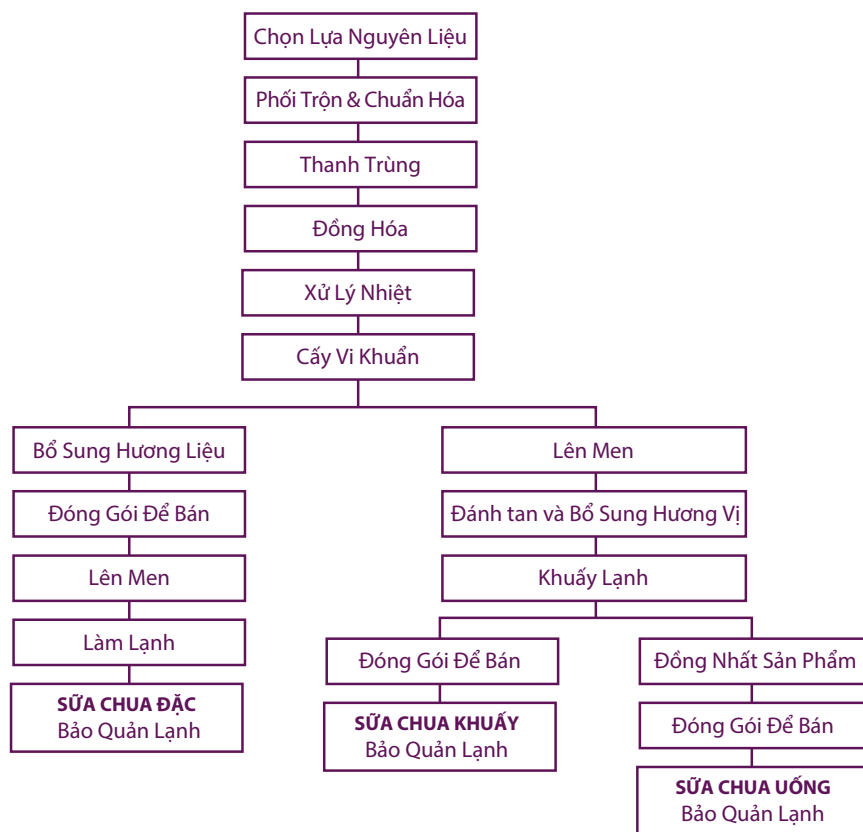 Chọn Lựa Nguyên Liệu
Phối Trộn & Chuẩn Hóa
Thanh Trùng
Đồng Hóa
Xử Lý Nhiệt
Cấy Vi Khuẩn
Bổ Sung Hương Liệu
Đóng Gói Để Bán
Lên Men
Làm Lạnh
SỮA CHUA ĐẶC
Bảo Quản Lạnh
Lên Men
Đánh tan và Bổ Sung Hương Vị
Khuấy Lạnh
Đóng Gói Để Bán
SỮA CHUA KHUẤY
Bảo Quản Lạnh
Đồng Nhất Sản Phẩm
Đóng Gói Để Bán
SỮA CHUA UỐNG
Bảo Quản Lạnh